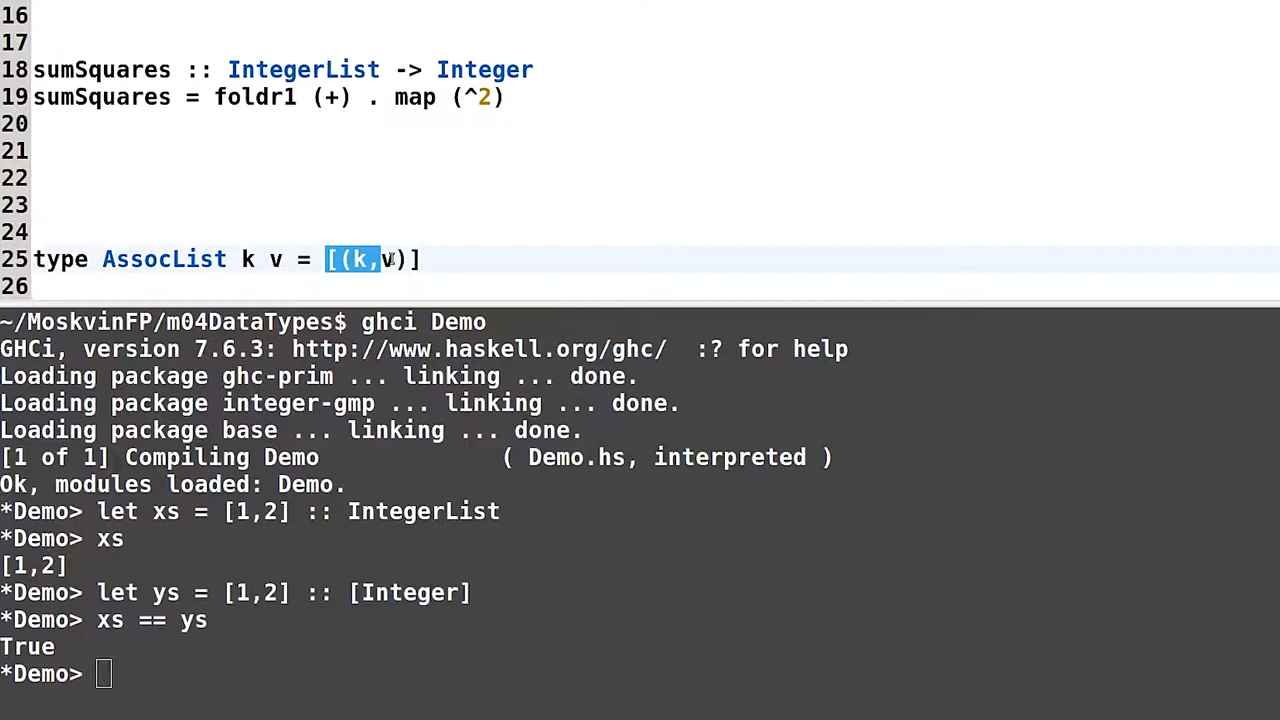 16
17
18 sumSquares :: IntegerList -> Integer
19 sumSquares = foldr1 (+) . map (^2)
20
21
22
23
24
25 type AssocList k v = [(k,v)]
26
~/MoskvinFP/m04DataTypes$ ghci Demo
GHCi, version 7.6.3: http://www.haskell.org/ghc/  :? for help
Loading package ghc-prim ... linking ... done.
Loading package integer-gmp ... linking ... done.
Loading package base ... linking ... done.
[1 of 1] Compiling Demo             ( Demo.hs, interpreted )
Ok, modules loaded: Demo.
*Demo> let xs = [1,2] :: IntegerList
*Demo> xs
[1,2]
*Demo> let ys = [1,2] :: [Integer]
*Demo> xs == ys
True
*Demo>